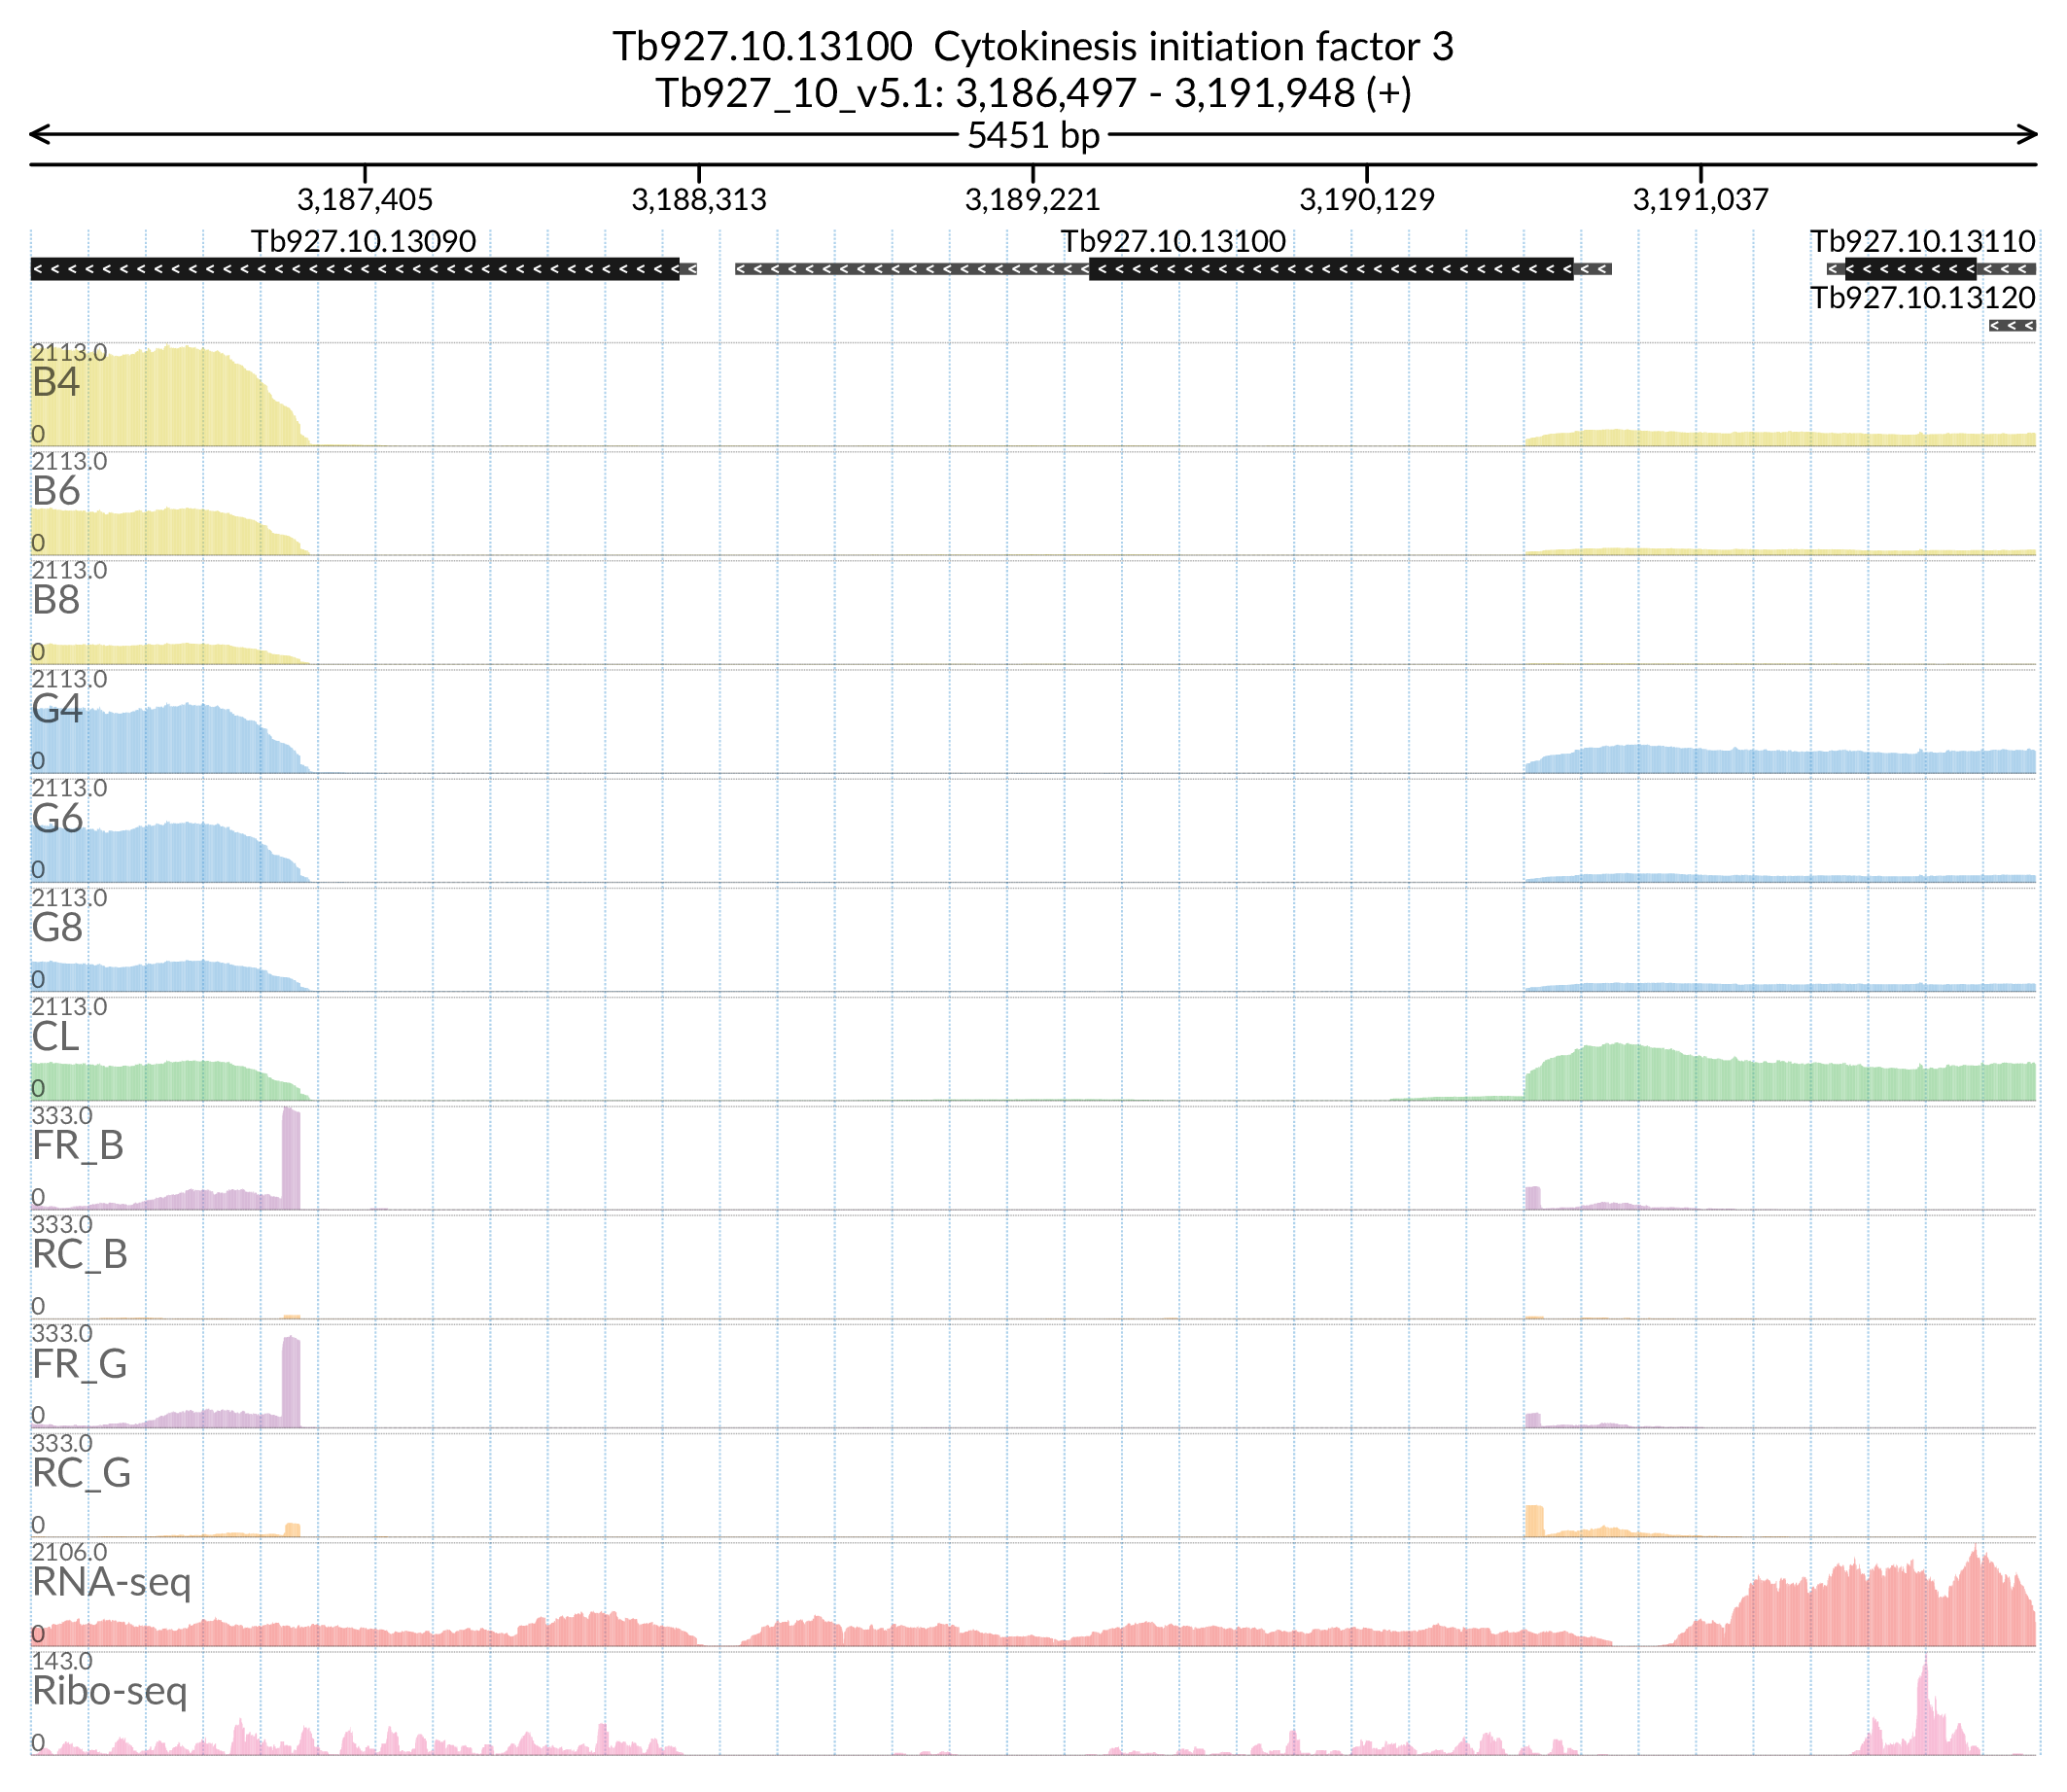 Tb927.10.13100  Cytokinesis initiation factor 3
Tb927_10_v5.1: 3,186,497 - 3,191,948 (+)
5451 bp
3,187,405 3,188,313 3,189,221 3,190,129 3,191,037
Tb927.10.13090 Tb927.10.13100 Tb927.10.13110
Tb927.10.13120
2113.0
B4
0
2113.0
B6
0
2113.0
B8
0
2113.0
G4
0
2113.0
G6
0
2113.0
G8
0
2113.0
CL
0
333.0
FR_B
0
333.0
RC_B
0
333.0
FR_G
0
333.0
RC_G
0
2106.0
RNA-seq
0
143.0
Ribo-seq
0